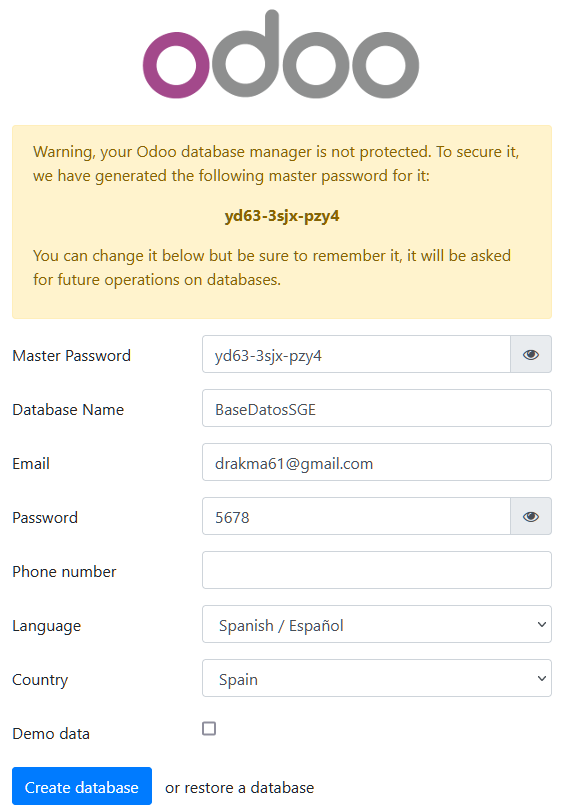 odoo
Warning, your Odoo database manager is not protected. To secure it,
we have generated the following master password for it:
yd63-3sjx-pzy4
You can change it below but be sure to remember it, it will be asked
for future operations on databases.
Master Password yd63-3sjx-pzy4
Database Name BaseDatosSGE
Email drakma61@gmail.com
Password 5678
Phone number
Language Spanish / Español
Country Spain
Demo data
Create database or restore a database